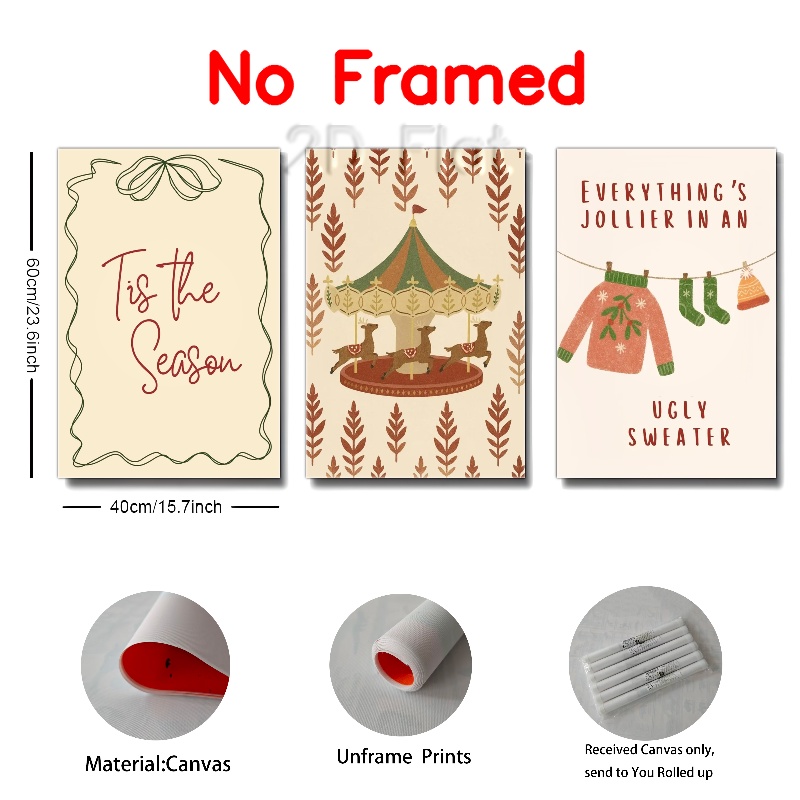 No Framed
2D Flat
60cm/23.6inch
Tis the
Season
EVERYTHING'S
JOLLIER IN AN
UGLY
SWEATER
40cm/15.7inch
Material:Canvas
Unframe Prints
Received Canvas only,
send to You Rolled up